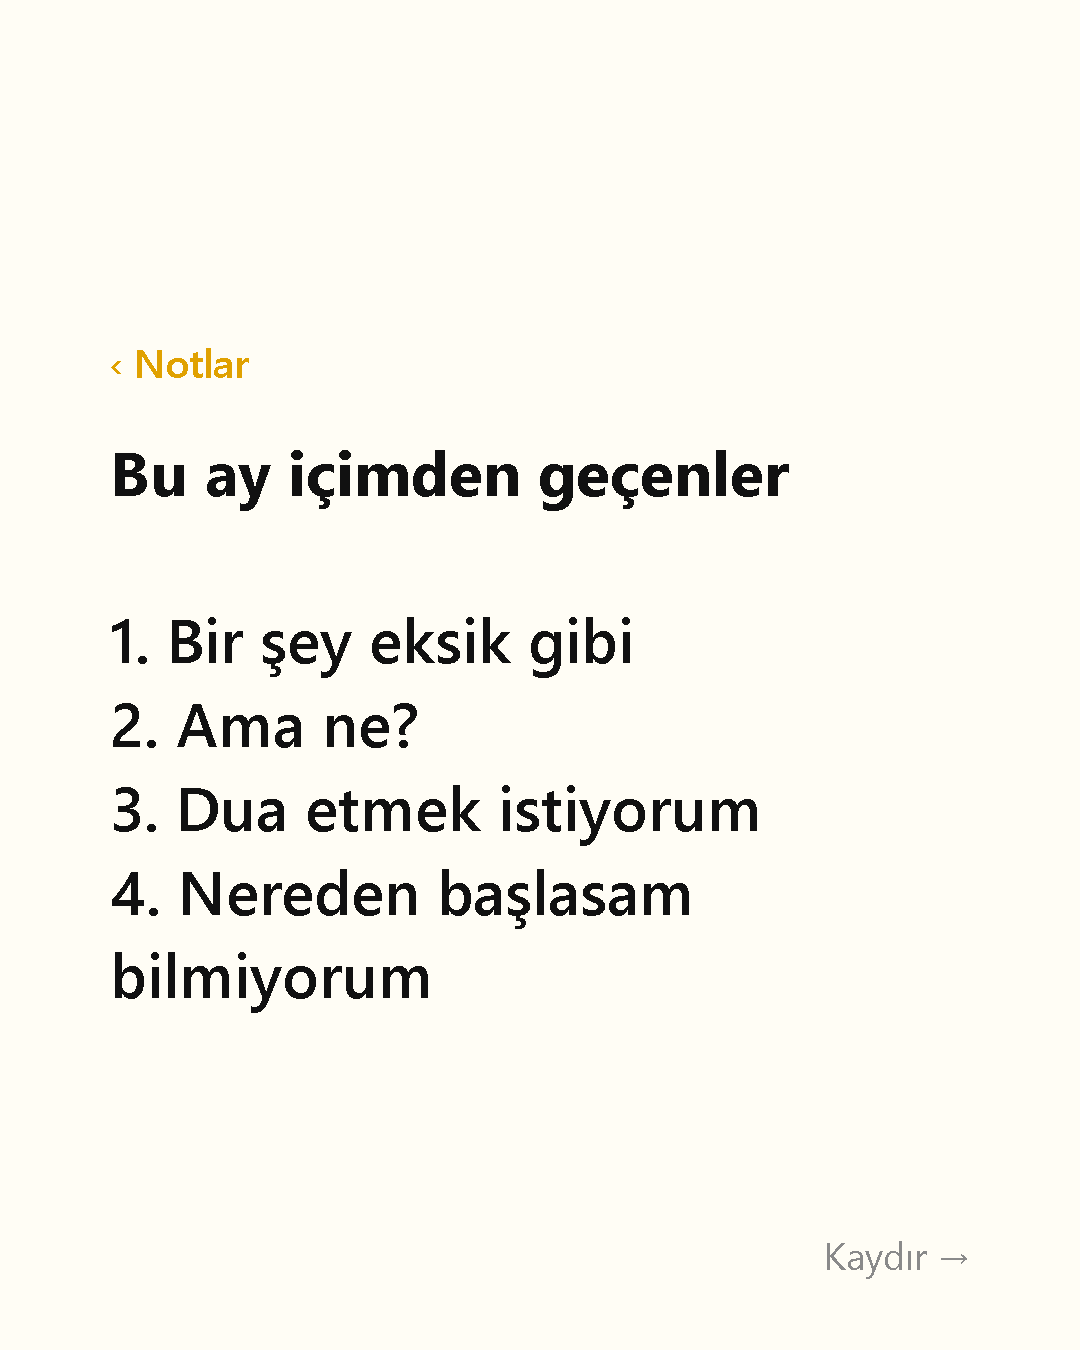 ‹ Notlar
Bu ay içimden geçenler
1. Bir şey eksik gibi
2. Ama ne?
3. Dua etmek istiyorum
4. Nereden başlasam
bilmiyorum
Kaydır →